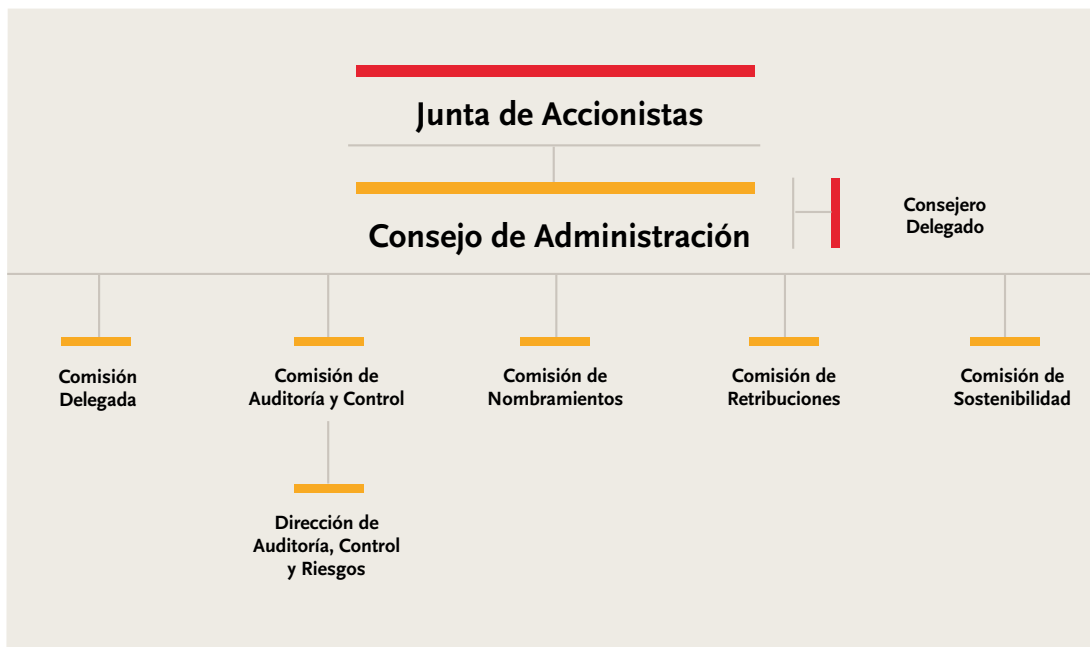 Junta de Accionistas
Consejo de Administración
Consejero
Delegado
Comisión
Delegada
Comisión de
Auditoría y Control
Comisión de
Nombramientos
Comisión de
Retribuciones
Comisión de
Sostenibilidad
Dirección de
Auditoría, Control
y Riesgos